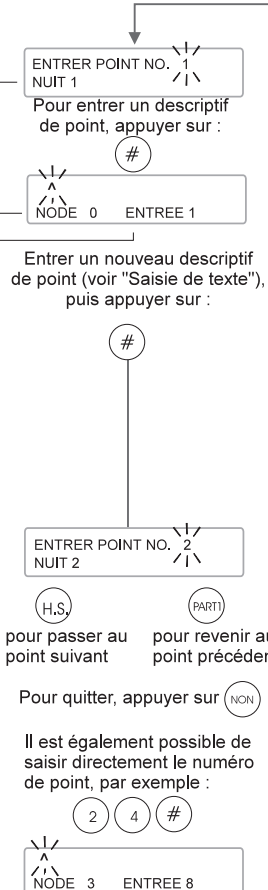 ENTRER POINT NO. 1
NUIT 1
Pour entrer un descriptif
de point, appuyer sur :
#
^
NODE 0 ENTREE 1
Entrer un nouveau descriptif
de point (voir "Saisie de texte"),
puis appuyer sur :
#
ENTRER POINT NO. 2
NUIT 2
H.S. PART1
pour passer au pour revenir au
point suivant point précéden
Pour quitter, appuyer sur NON
Il est également possible de
saisir directement le numéro
de point, par exemple :
2 4 #
^
NODE 3 ENTREE 8